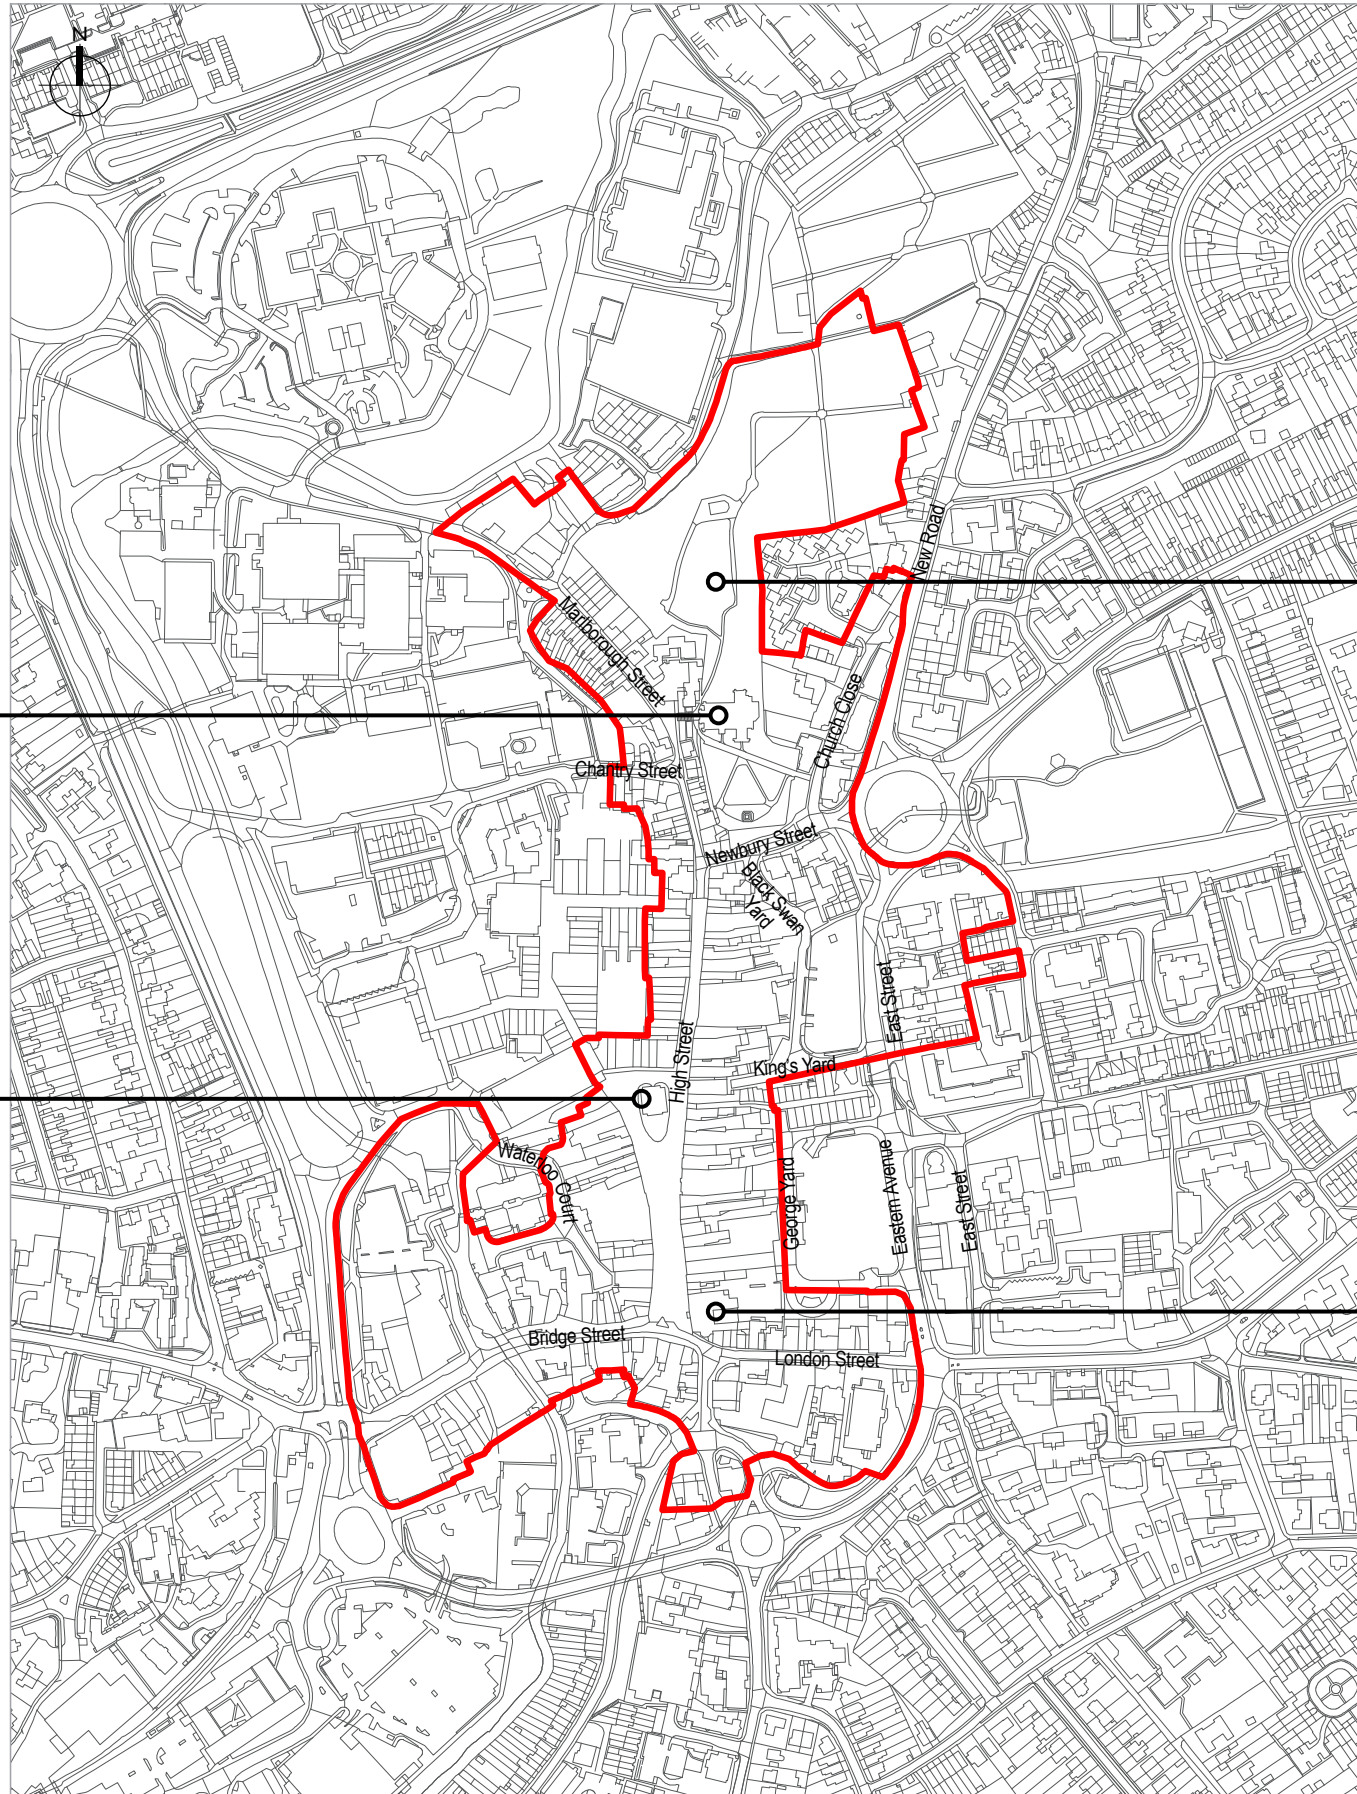 N
New Road
Marlborough Street
Church Close
Chantry Street
Newbury Street
Black Swan
Yard
East Street
High Street
King's Yard
Waterloo Court
George Yard
Eastern Avenue
East Street
Bridge Street
London Street